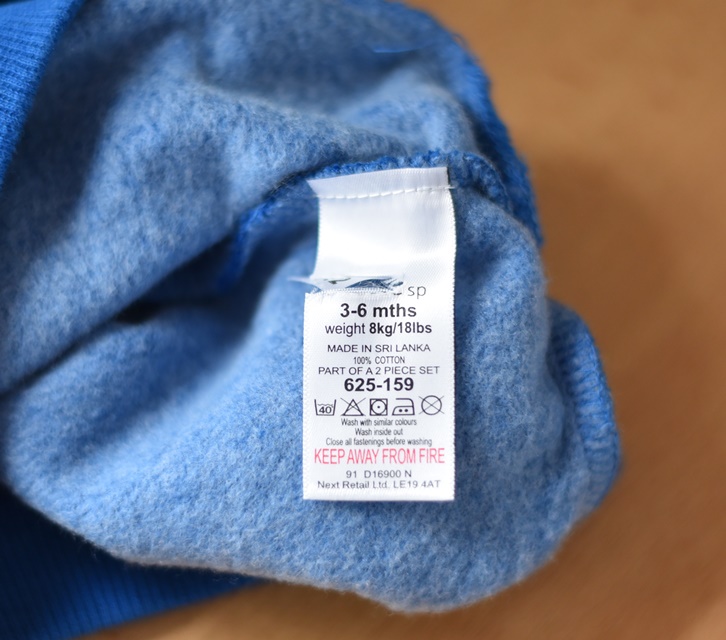 sp
3-6 mths
weight 8kg/18lbs
MADE IN SRI LANKA
100% COTTON
PART OF A 2 PIECE SET
625-159
40
Wash with similar colours
Wash inside out
Close all fastenings before washing
KEEP AWAY FROM FIRE
91 D16900 N
Next Retail Ltd. LE19 4AT